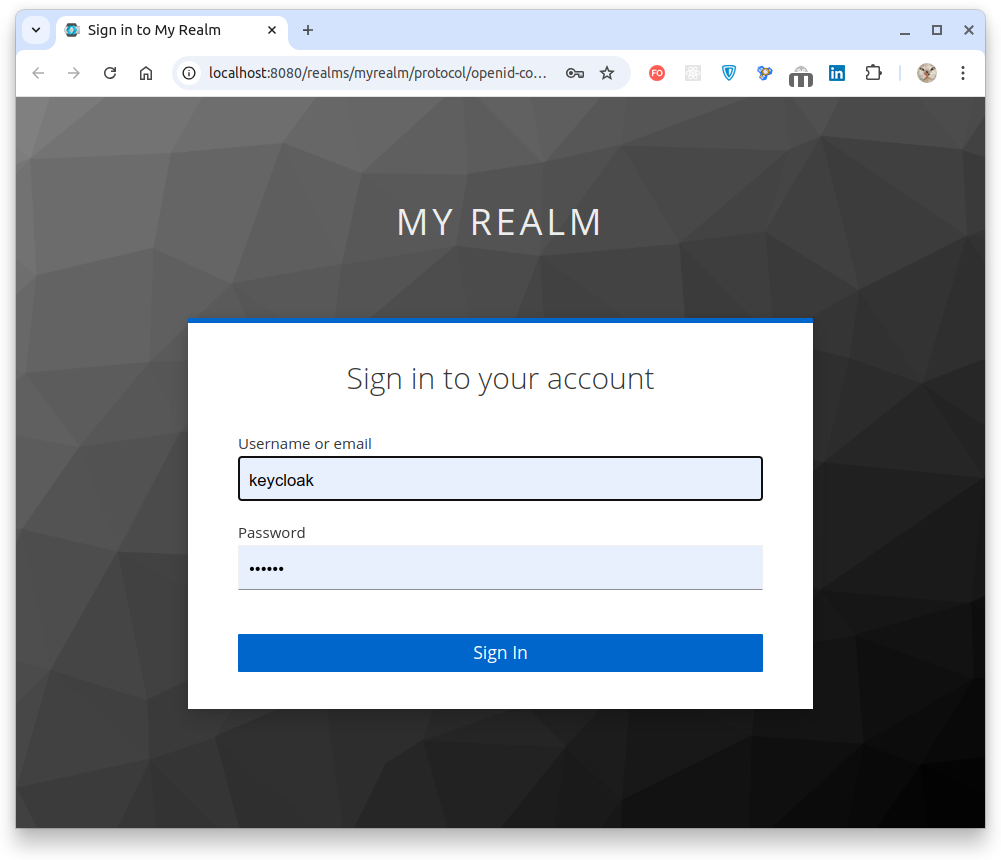 Sign in to My Realm
localhost:8080/realms/myrealm/protocol/openid-co...
FO
in
MY REALM
Sign in to your account
Username or email
keycloak
Password
••••••
Sign In